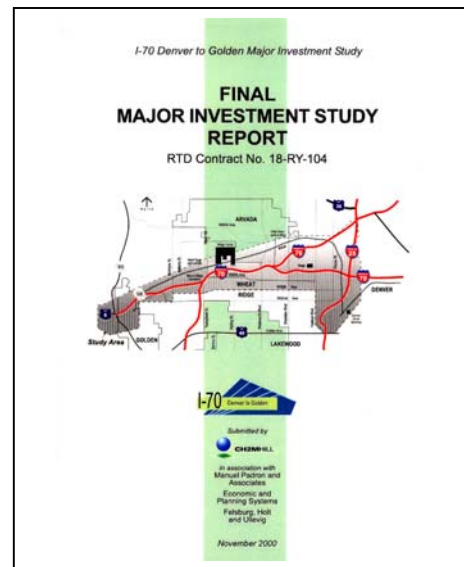 I-70 Denver to Golden Major Investment Study
FINAL
MAJOR INVESTMENT STUDY
REPORT
RTD Contract No. 18-RY-104
ARVADA
WHEAT
RIDGE
DENVER
GOLDEN
LAKEWOOD
Study Area
I-70 Denver to Golden
Submitted by
CH2MHILL
in association with
Manuel Padron and
Associates
Economic and
Planning Systems
Felsburg, Holt
and Ullevig
November 2000